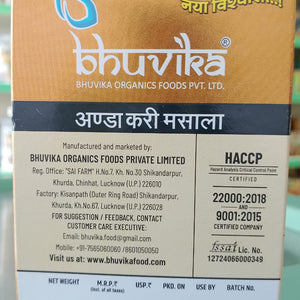 नया विश्वास...!
bhuvika®
BHUVIKA ORGANICS FOODS PVT. LTD.
अण्डा करी मसाला
Manufactured and marketed by:
BHUVIKA ORGANICS FOODS PRIVATE LIMITED
Reg. Office: "SAI FARM" H.No.7, Kh. No.30 Shikandarpur,
Khurda, Chinhat, Lucknow (U.P.) 226010
Factory: Kisanpath (Outer Ring Road) Shikandarpur,
Khurda, Kh.No.67, Lucknow (U.P.) 226028
FOR SUGGESTION / FEEDBACK, CONTACT
CUSTOMER CARE EXECUTIVE:
Email: bhuvika.food@gmail.com
Mobile: +91-7565060060 / 8601050050
Visit us at: www.bhuvikafood.com
HACCP
Hazard Analysis Critical Control Point
CERTIFIED
22000:2018
AND
9001:2015
CERTIFIED COMPANY
fssai Lic. No.
12724066000349
NET WEIGHT M.R.P.₹ USP.₹ PKD. ON USE BY BATCH No.
(Incl. of all taxes)